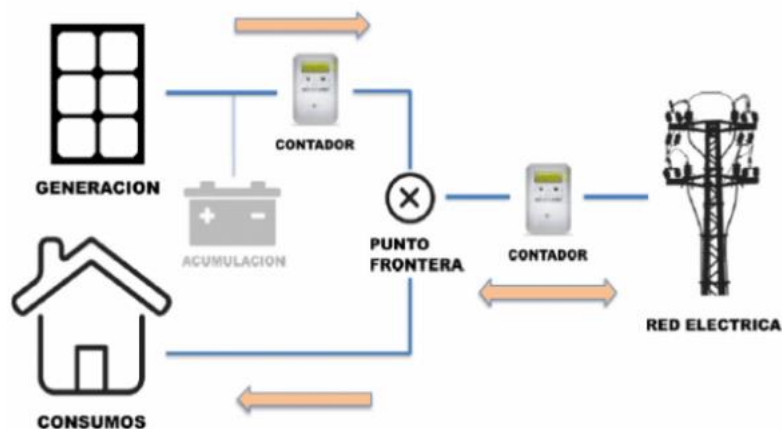 CONTADOR
GENERACION
+ -
ACUMULACION
PUNTO
FRONTERA
CONTADOR
RED ELECTRICA
CONSUMOS